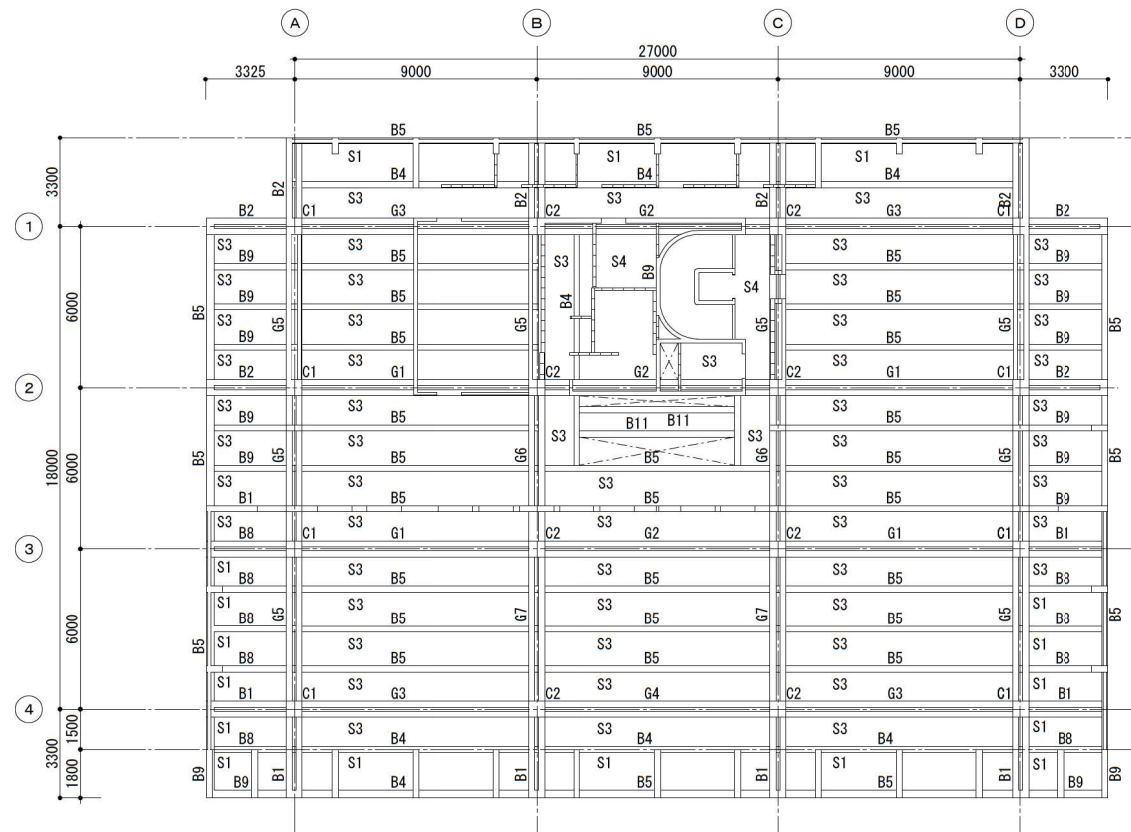 A B C D
27000
3325 9000 9000 9000 3300
B5 B5 B5
S1 S1 S1
3300 B4 B4 B4
B2 S3 B2 S3 B2 S3
B2 C1 G3 C2 G2 C2 G3 C1 B2
1
S3 S3 S3 S4 S3 S3
B9 B5 B9 B5 B9
S3 S3 S4 S3 S3
B9 B5 B4 B5 B9
6000 B5 G5 G5 G5 G5 B5
S3 S3 S3 S3
B9 B5 B5 B9
S3 S3 S3 S3 S3
B2 C1 G1 C2 G2 C2 G1 C1 B2
2
S3 S3 S3 S3
B9 B5 B11 B11 B5 B9
S3 S3 S3 S3 S3 S3
18000 6000 B5 B9 G5 B5 G6 B5 G6 B5 G5 B9 B5
S3 S3 S3 S3 S3
B1 B5 B5 B5 B9
S3 S3 S3 S3 S3
B8 C1 G1 C2 G2 C2 G1 C1 B1
3
S1 S3 S3 S3 S3
B8 B5 B5 B5 B8
S1 S3 S3 S3 S1
6000 B8 G5 B5 G7 B5 G7 B5 G5 B8
B5 S1 S3 S3 S3 S1 B5
B8 B5 B5 B5 B8
S1 S3 S3 S3 S1
B1 C1 G3 C2 G4 C2 G3 C1 B1
4
1500 S1 S3 S3 S3 S1
B8 B4 B4 B4 B8
3300 1800 S1 S1 S1 S1 S1
B9 B9 B1 B4 B1 B5 B1 B5 B1 B9 B9